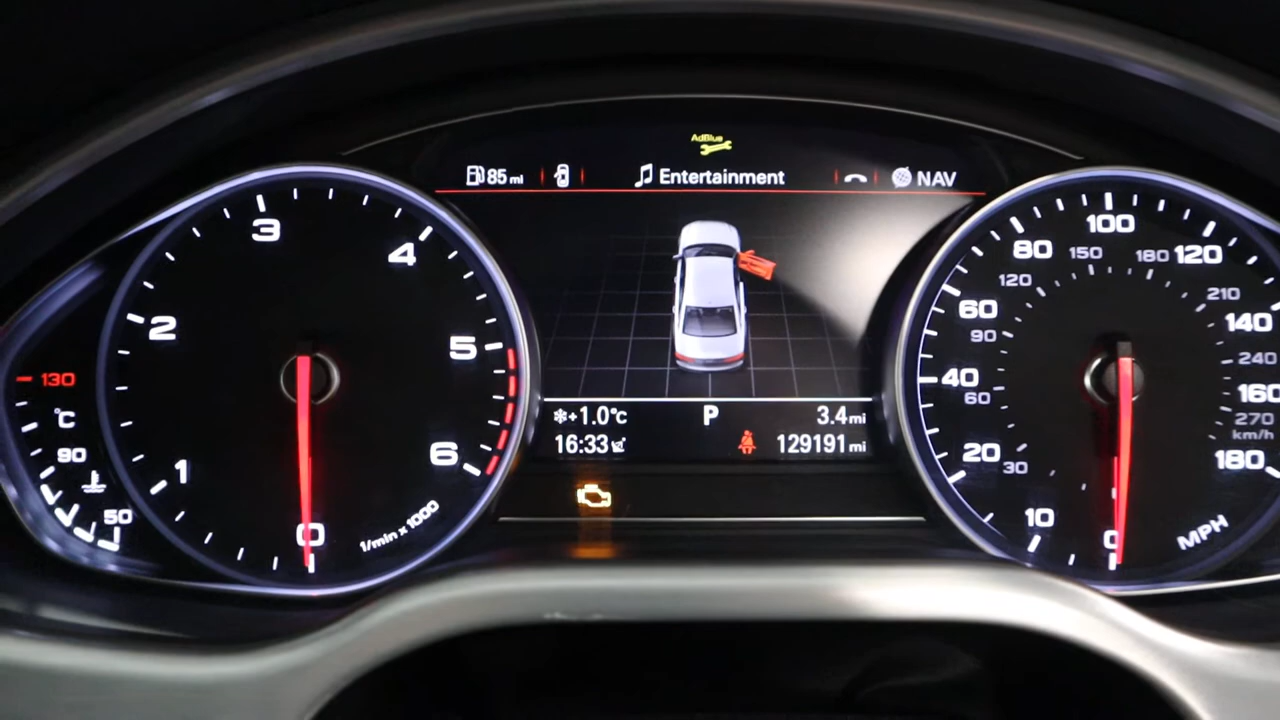 AdBlue
85 mi
Entertainment
NAV
1
2
3
4
5
6
0
1/min x 1000
130
°C
90
50
❄+1.0°C
P
3.4 mi
16:33
129191 mi
0
10
20
40
60
80
100
120
140
160
180
MPH
30
60
90
120
150
180
210
240
270
km/h